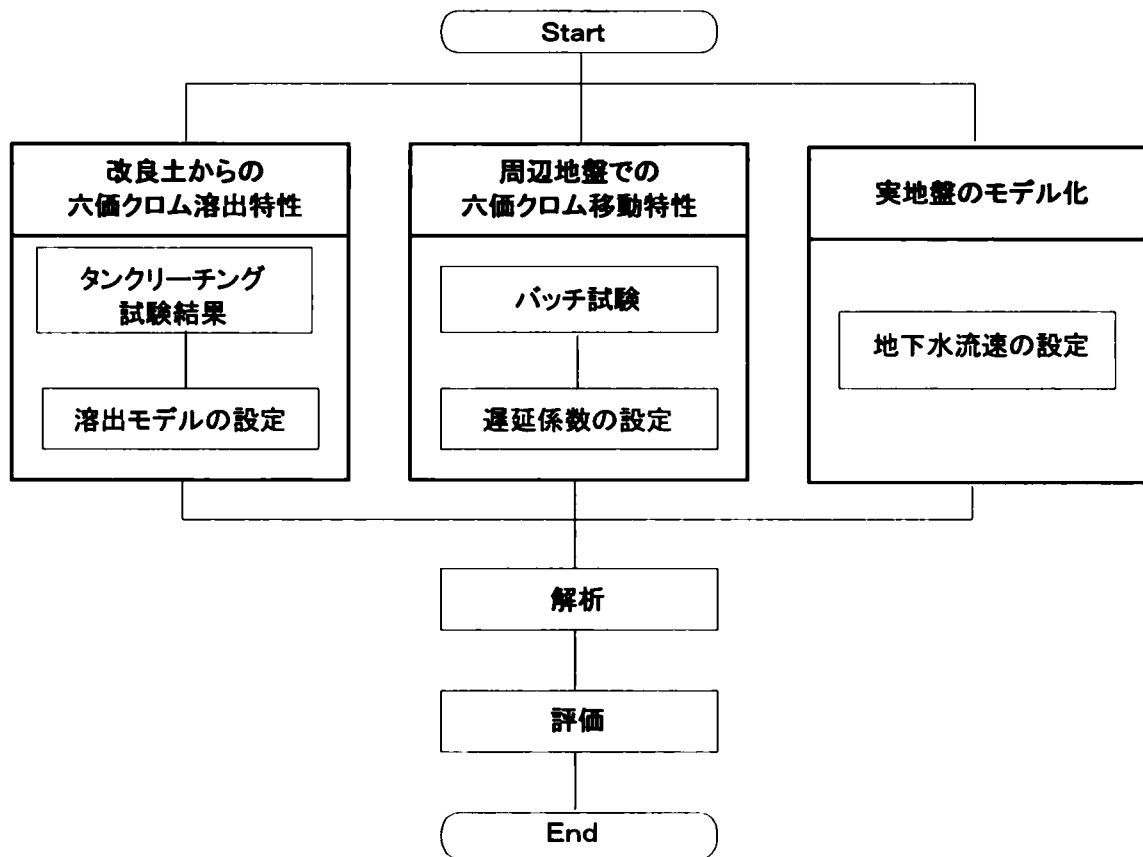 Start
改良土からの
六価クロム溶出特性
タンクリーチング
試験結果
溶出モデルの設定
周辺地盤での
六価クロム移動特性
バッチ試験
遅延係数の設定
実地盤のモデル化
地下水流速の設定
解析
評価
End